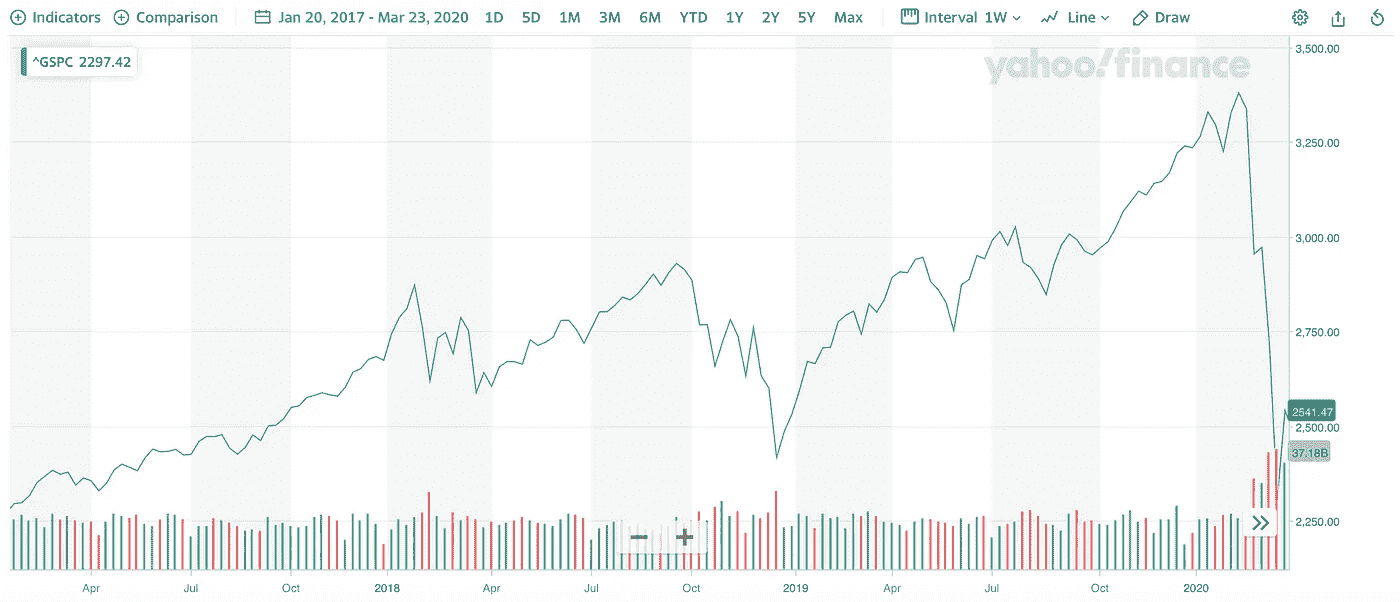 Indicators Comparison Jan 20, 2017 - Mar 23, 2020 1D 5D 1M 3M 6M YTD 1Y 2Y 5Y Max Interval 1W Line Draw
^GSPC 2297.42
yahoo!finance
3,500.00
3,250.00
3,000.00
2,750.00
2541.47
2,500.00
37.18B
2,250.00
Apr Jul Oct 2018 Apr Jul Oct 2019 Apr Jul Oct 2020